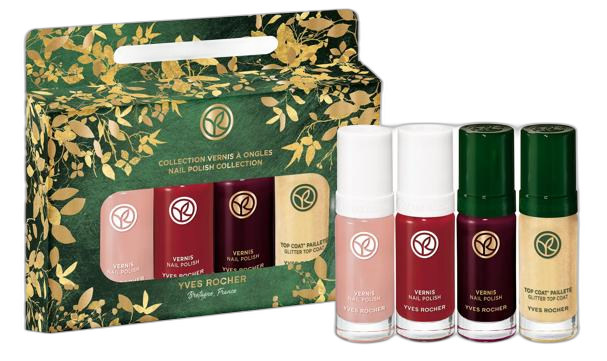 COLLECTION VERNIS À ONGLES
NAIL POLISH COLLECTION
VERNIS
NAIL POLISH
VERNIS
NAIL POLISH
VERNIS
NAIL POLISH
TOP COAT PAILLETÉ
GLITTER TOP COAT
YVES ROCHER
Bretagne, France
VERNIS
NAIL POLISH
YVES ROCHER
VERNIS
NAIL POLISH
YVES ROCHER
VERNIS
NAIL POLISH
YVES ROCHER
TOP COAT PAILLETÉ
GLITTER TOP COAT
YVES ROCHER